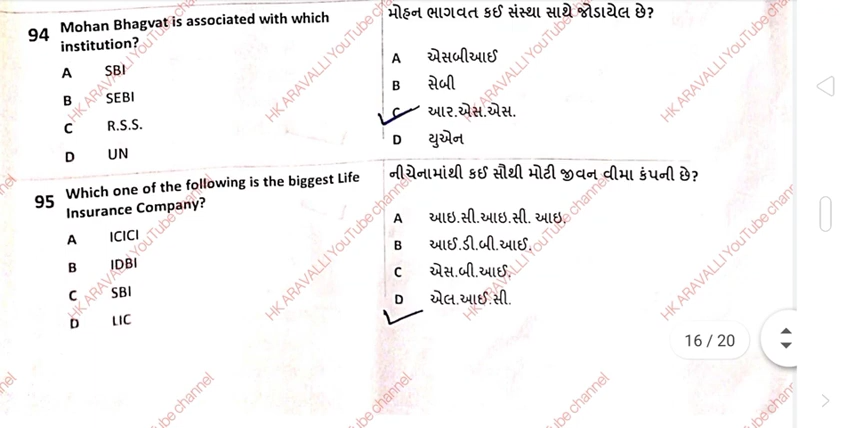 94 Mohan Bhagvat is associated with which
institution?
A SBI
B SEBI
C R.S.S.
D UN
મોહન ભાગવત કઈ સંસ્થા સાથે જોડાયેલ છે?
A એસબીઆઈ
B સેબી
C આર.એસ.એસ.
D યુએન
95 Which one of the following is the biggest Life
Insurance Company?
A ICICI
B IDBI
C SBI
D LIC
નીચેનામાંથી કઈ સૌથી મોટી જીવન વીમા કંપની છે?
A આઇ.સી.આઇ.સી. આઇ.
B આઈ.ડી.બી.આઈ.
C એસ.બી.આઈ.
D એલ.આઈ.સી.
16 / 20
HK ARAVALLI YouTube channel